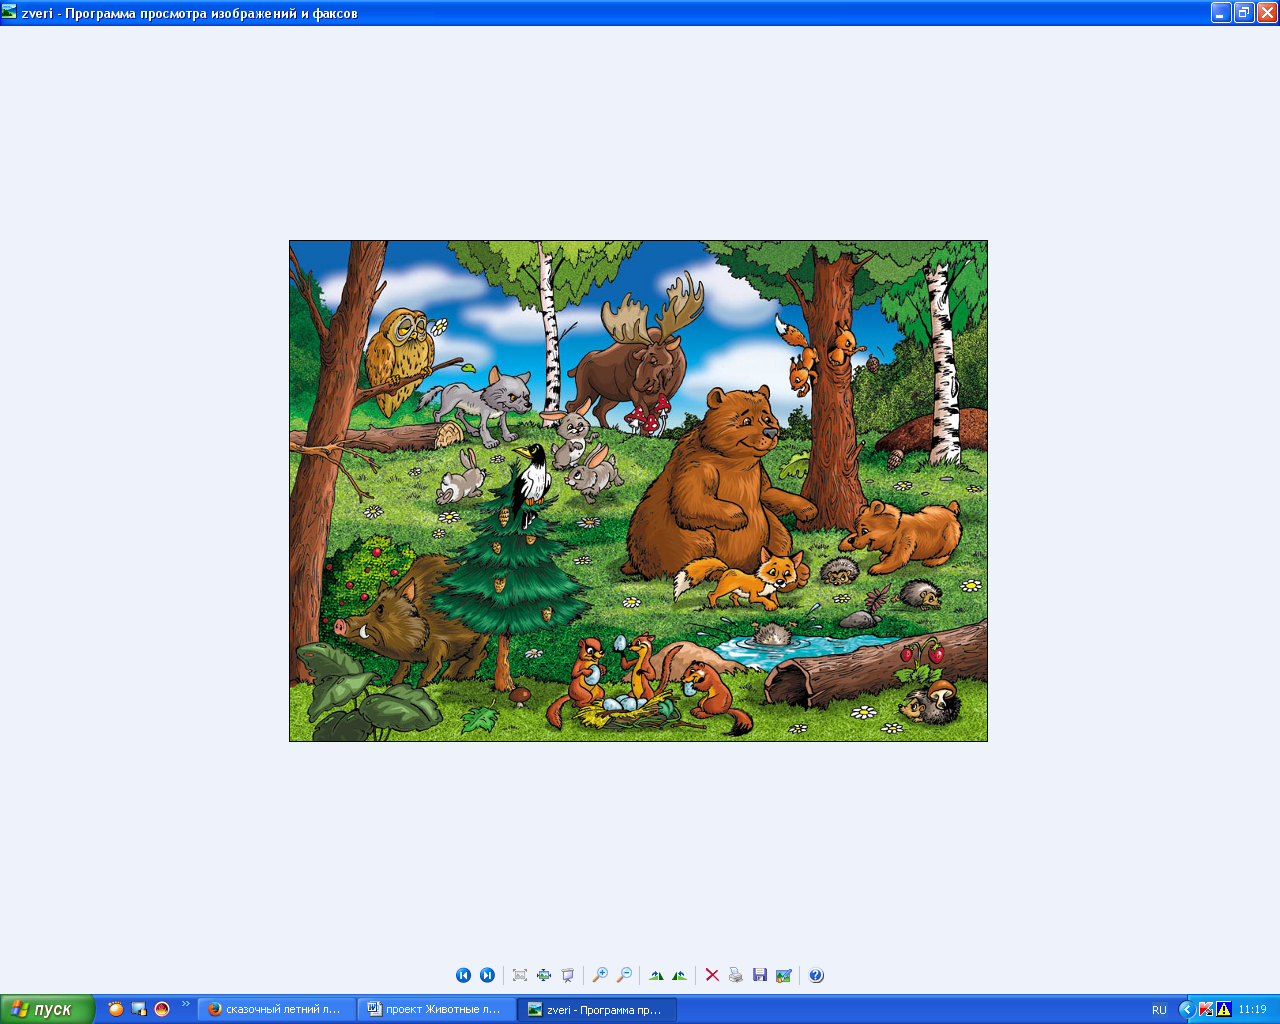 zveri - Программа просмотра изображений и факсов
пуск
сказочный летний л...
проект Животные л...
zveri - Программа пр...
RU
11:19